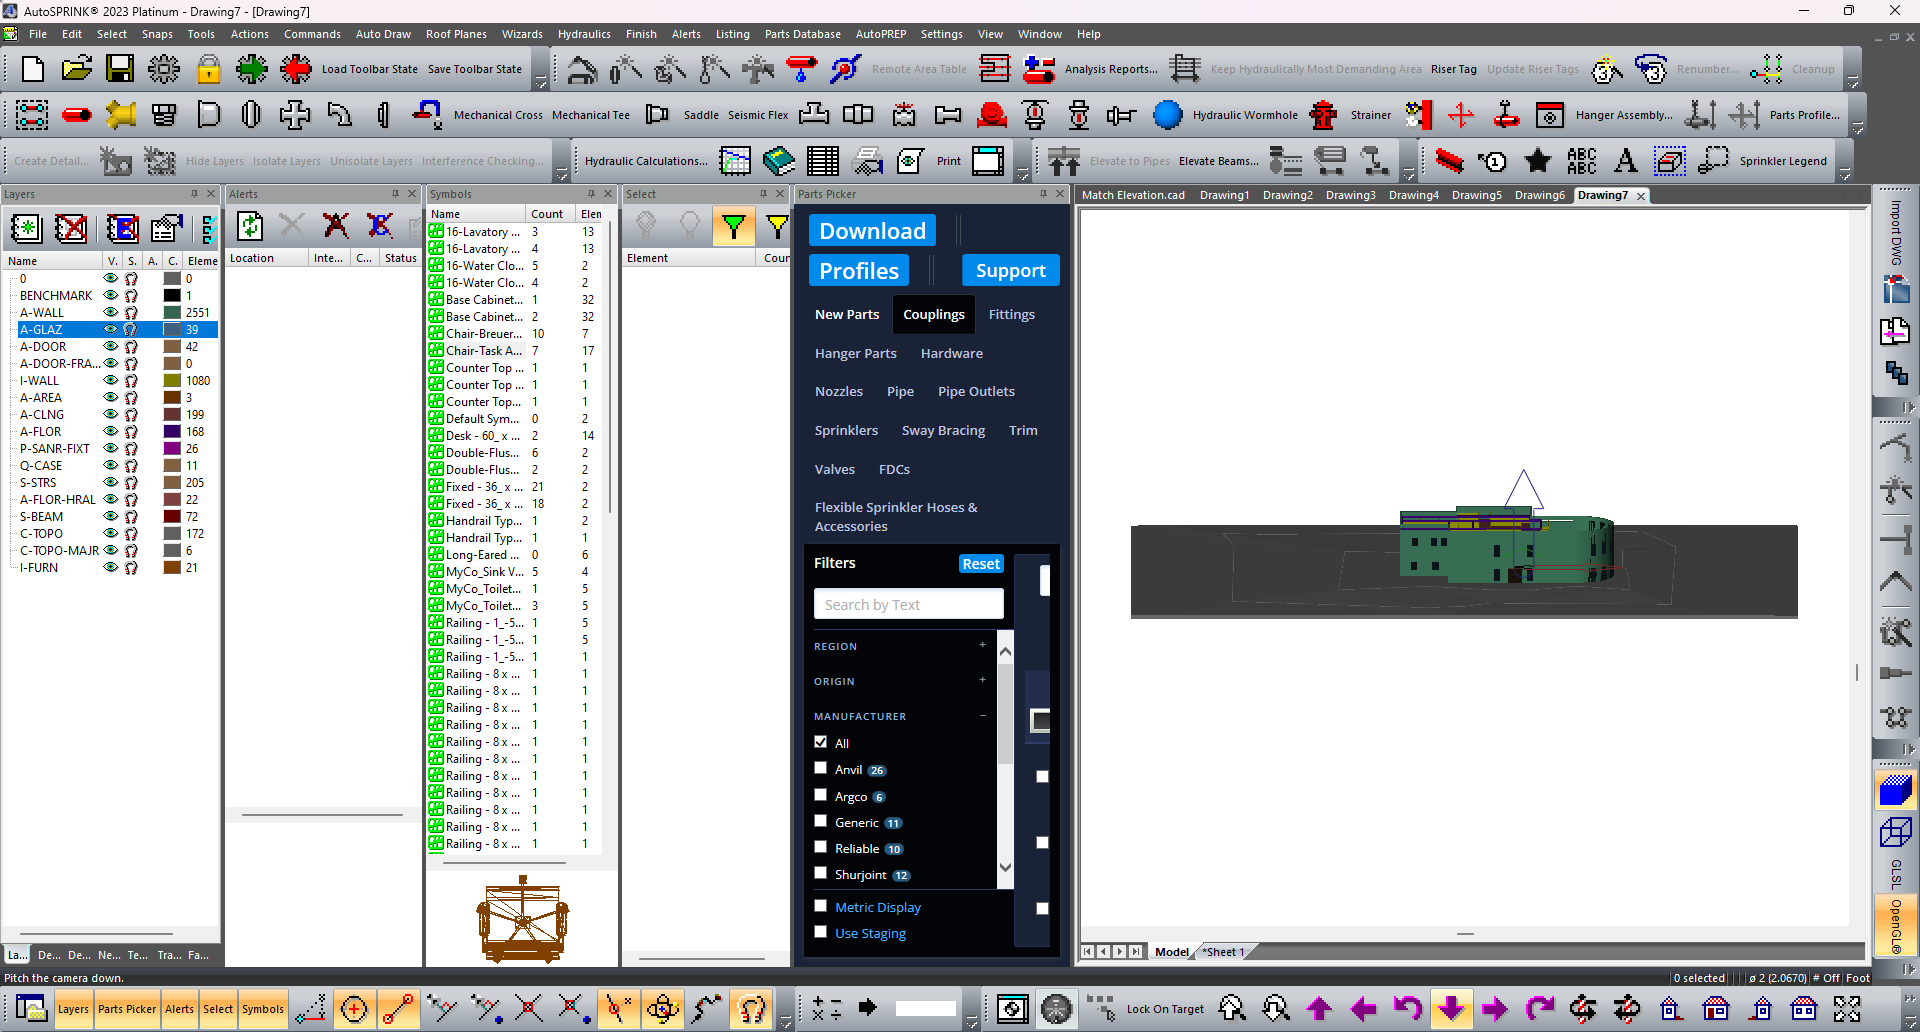 AutoSPRINK® 2023 Platinum - Drawing7 - [Drawing7]
File Edit Select Snaps Tools Actions Commands Auto Draw Roof Planes Wizards Hydraulics Finish Alerts Listing Parts Database AutoPREP Settings View Window Help
Load Toolbar State Save Toolbar State Remote Area Table Analysis Reports... Keep Hydraulically Most Demanding Area Riser Tag Update Riser Tags Renumber... Cleanup
Mechanical Cross Mechanical Tee Saddle Seismic Flex Hydraulic Wormhole Strainer Hanger Assembly... Parts Profile...
Create Detail... Hide Layers Isolate Layers Unisolate Layers Interference Checking... Hydraulic Calculations... Print Elevate to Pipes Elevate Beams... ABC ABC A Sprinkler Legend
Layers Alerts Symbols Select Parts Picker
Match Elevation.cad Drawing1 Drawing2 Drawing3 Drawing4 Drawing5 Drawing6 Drawing7
Name V. S. A. C. Eleme
0 0
BENCHMARK 1
A-WALL 2551
A-GLAZ 39
A-DOOR 42
A-DOOR-FRA... 0
I-WALL 1080
A-AREA 3
A-CLNG 199
A-FLOR 168
P-SANR-FIXT 26
Q-CASE 11
S-STRS 205
A-FLOR-HRAL 22
S-BEAM 72
C-TOPO 172
C-TOPO-MAJR 6
I-FURN 21
La... De... De... Ne... Te... Tra... Fa...
Location Inte... C... Status
Name Count Elen
16-Lavatory ... 3 13
16-Lavatory ... 4 13
16-Water Clo... 5 2
16-Water Clo... 4 2
Base Cabinet... 1 32
Base Cabinet... 2 32
Chair-Breuer... 10 7
Chair-Task A... 7 17
Counter Top ... 1 1
Counter Top ... 1 1
Counter Top... 1 1
Default Sym... 0 2
Desk - 60_ x ... 2 14
Double-Flus... 6 2
Double-Flus... 2 2
Fixed - 36_ x ... 21 2
Fixed - 36_ x ... 18 2
Handrail Typ... 1 2
Handrail Typ... 1 1
Long-Eared ... 0 6
MyCo_Sink V... 5 4
MyCo_Toilet... 1 5
MyCo_Toilet... 3 5
Railing - 1_-5... 1 5
Railing - 1_-5... 1 5
Railing - 1_-5... 1 1
Railing - 8 x ... 1 1
Railing - 8 x ... 1 1
Railing - 8 x ... 1 1
Railing - 8 x ... 1 1
Railing - 8 x ... 1 1
Railing - 8 x ... 1 1
Railing - 8 x ... 1 1
Railing - 8 x ... 1 1
Railing - 8 x ... 1 1
Railing - 8 x ... 1 1
Railing - 8 x ... 1 1
Element Coun
Download
Profiles Support
New Parts Couplings Fittings
Hanger Parts Hardware
Nozzles Pipe Pipe Outlets
Sprinklers Sway Bracing Trim
Valves FDCs
Flexible Sprinkler Hoses &
Accessories
Filters Reset
Search by Text
REGION +
ORIGIN +
MANUFACTURER −
All
Anvil 26
Argco 6
Generic 11
Reliable 10
Shurjoint 12
Metric Display
Use Staging
Import DWG
GLSL
OpenGL®
Model *Sheet 1
Pitch the camera down.
0 selected ø 2 (2.0670) # Off Foot
Layers Parts Picker Alerts Select Symbols Lock On Target